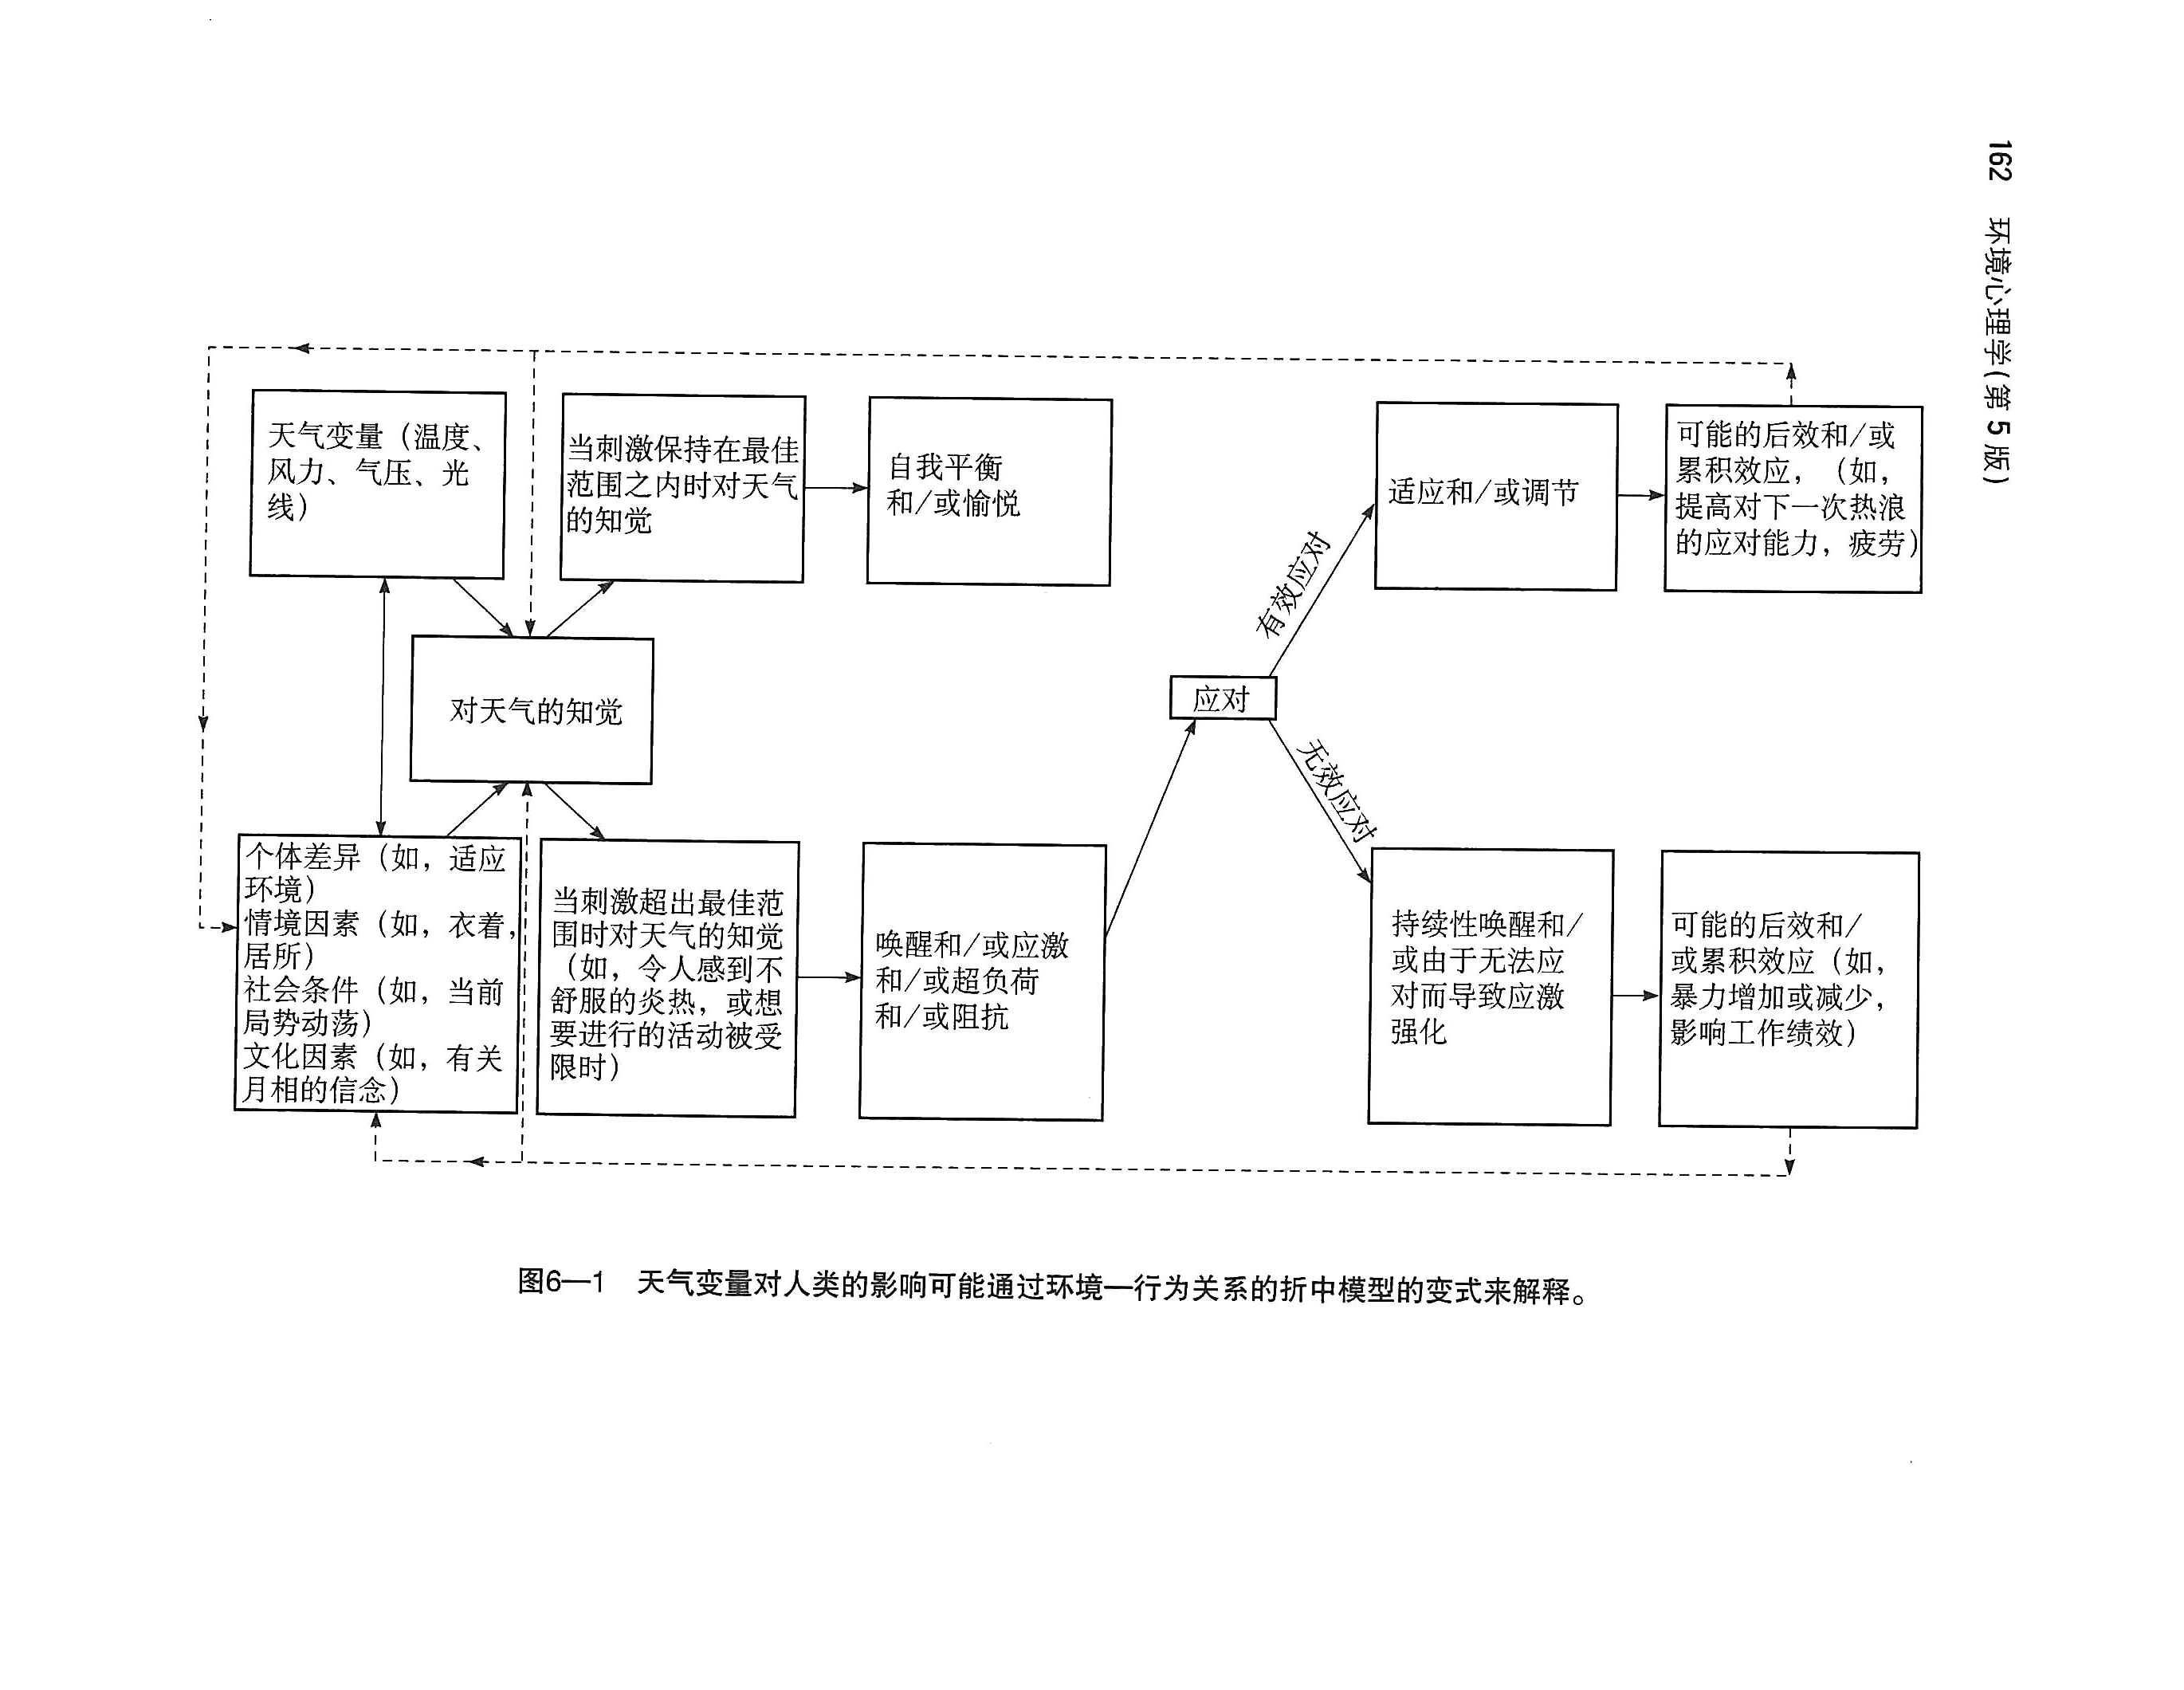 162 环境心理学(第5版)
天气变量（温度、
风力、气压、光
线）
当刺激保持在最佳
范围之内时对天气
的知觉
自我平衡
和/或愉悦
适应和/或调节
可能的后效和/或
累积效应，（如，
提高对下一次热浪
的应对能力，疲劳）
对天气的知觉
应对
有效应对
无效应对
个体差异（如，适应
环境）
情境因素（如，衣着，
居所）
社会条件（如，当前
局势动荡）
文化因素（如，有关
月相的信念）
当刺激超出最佳范
围时对天气的知觉
（如，令人感到不
舒服的炎热，或想
要进行的活动被受
限时）
唤醒和/或应激
和/或超负荷
和/或阻抗
持续性唤醒和/
或由于无法应
对而导致应激
强化
可能的后效和/
或累积效应（如，
暴力增加或减少，
影响工作绩效）
图6—1 天气变量对人类的影响可能通过环境—行为关系的折中模型的变式来解释。